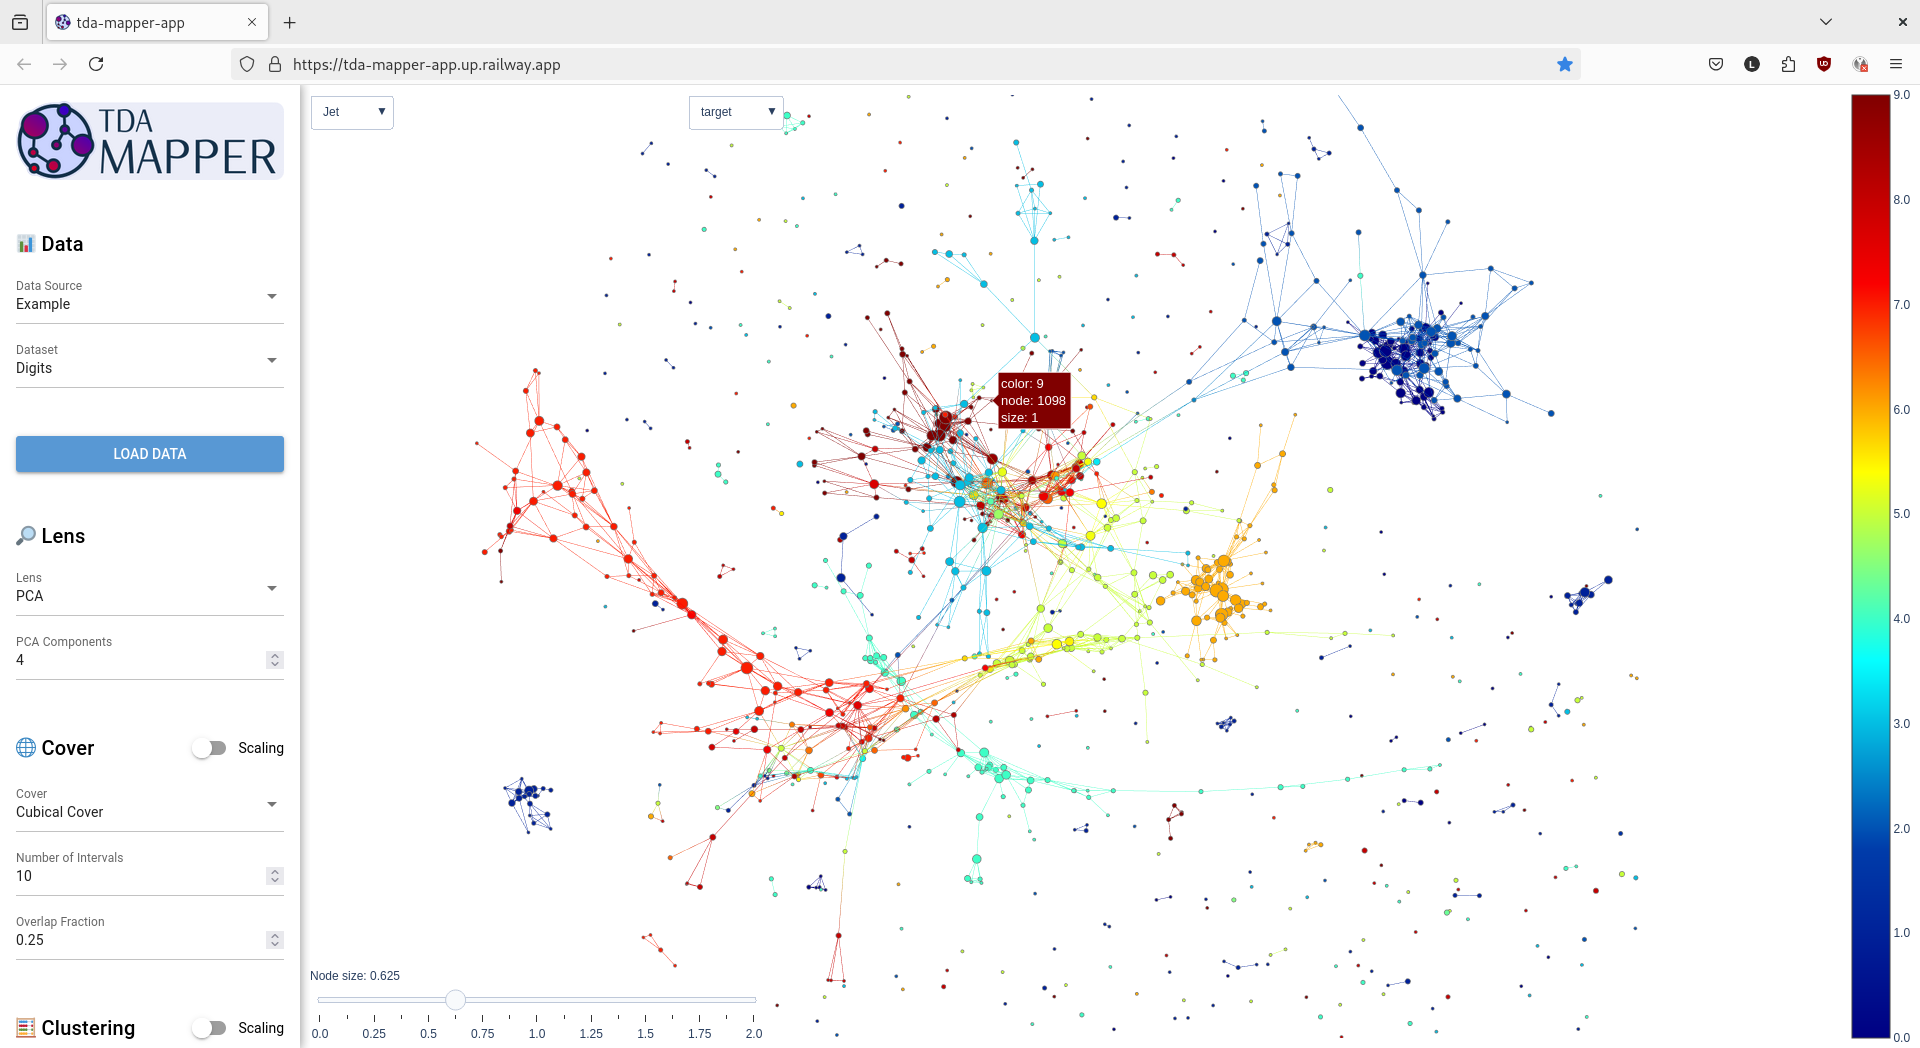 tda-mapper-app
https://tda-mapper-app.up.railway.app
TDA
MAPPER
Data
Data Source
Example
Dataset
Digits
LOAD DATA
Lens
Lens
PCA
PCA Components
4
Cover
Scaling
Cover
Cubical Cover
Number of Intervals
10
Overlap Fraction
0.25
Clustering
Scaling
Jet
target
color: 9
node: 1098
size: 1
Node size: 0.625
0.0 0.25 0.5 0.75 1.0 1.25 1.5 1.75 2.0
9.0
8.0
7.0
6.0
5.0
4.0
3.0
2.0
1.0
0.0